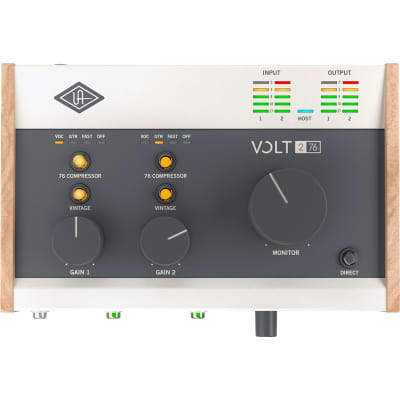 INPUT OUTPUT
1 2 HOST 1 2
UA
VOC GTR FAST OFF VOC GTR FAST OFF
VOLT 2 76
76 COMPRESSOR 76 COMPRESSOR
VINTAGE VINTAGE
MONITOR
GAIN 1 GAIN 2 DIRECT